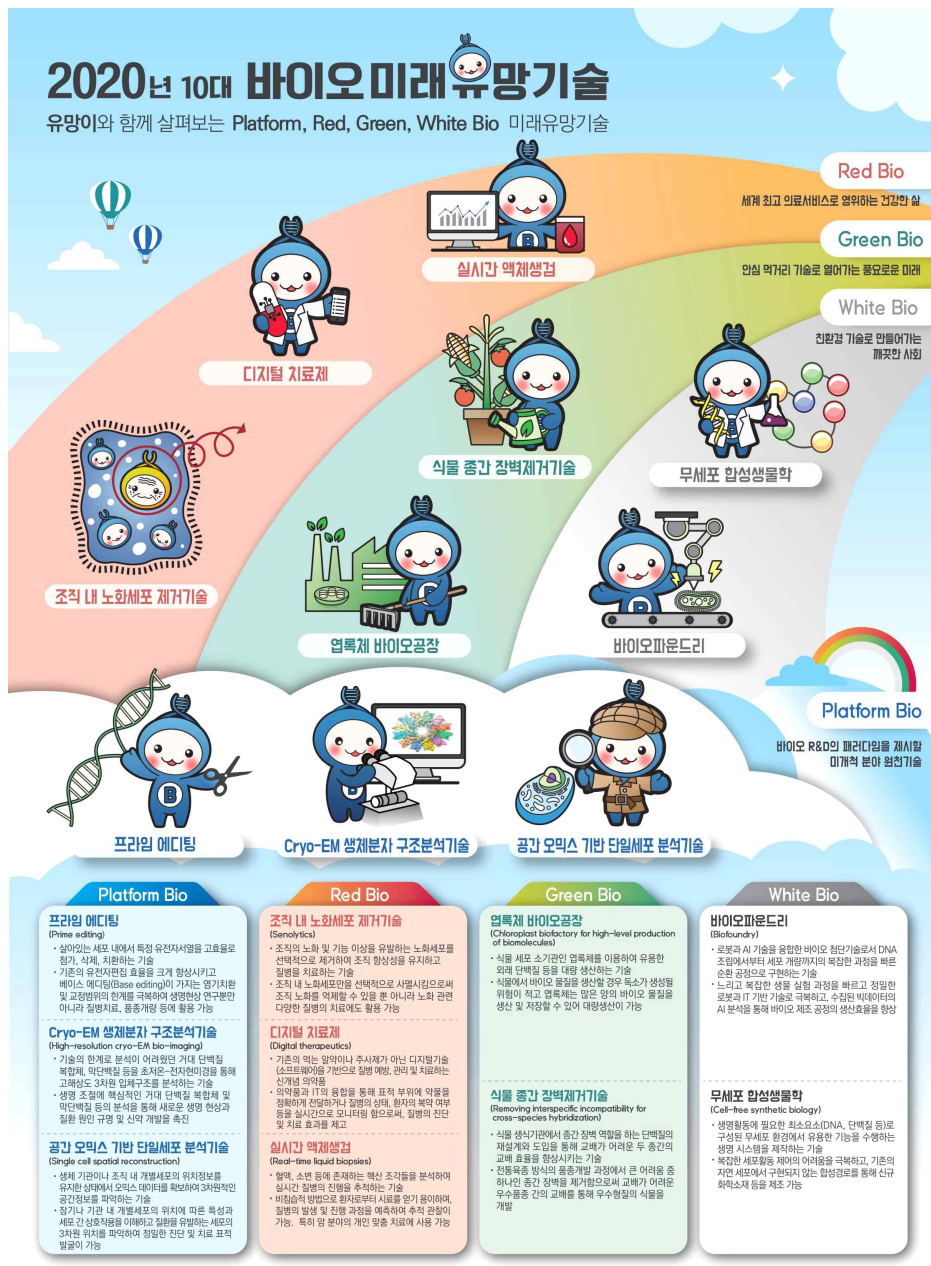 2020년 10대 바이오 미래유망기술
유망이와 함께 살펴보는 Platform, Red, Green, White Bio 미래유망기술
Red Bio
세계 최고 의료서비스로 영위하는 건강한 삶
Green Bio
안심 먹거리 기술로 열어가는 풍요로운 미래
White Bio
친환경 기술로 만들어가는
깨끗한 사회
B
실시간 액체생검
디지털 치료제
식물 종간 장벽제거기술
무세포 합성생물학
조직 내 노화세포 제거기술
엽록체 바이오공장
B
바이오파운드리
Platform Bio
바이오 R&D의 패러다임을 제시할
미개척 분야 원천기술
B
프라임 에디팅
Cryo-EM 생체분자 구조분석기술
공간 오믹스 기반 단일세포 분석기술
Platform Bio
프라임 에디팅
(Prime editing)
· 살아있는 세포 내에서 특정 유전자서열을 고효율로
첨가, 삭제, 치환하는 기술
· 기존의 유전자편집 효율을 크게 향상시키고
베이스 에디팅(Base editing)이 가지는 염기치환
및 교정범위의 한계를 극복하여 생명현상 연구뿐만
아니라 질병치료, 품종개량 등에 활용 가능
Cryo-EM 생체분자 구조분석기술
(High-resolution cryo-EM bio-imaging)
· 기술의 한계로 분석이 어려웠던 거대 단백질
복합체, 막단백질 등을 초저온-전자현미경을 통해
고해상도 3차원 입체구조를 분석하는 기술
· 생명 조절에 핵심적인 거대 단백질 복합체 및
막단백질 등의 분석을 통해 새로운 생명 현상과
질환 원인 규명 및 신약 개발을 촉진
공간 오믹스 기반 단일세포 분석기술
(Single cell spatial reconstruction)
· 생체 기관이나 조직 내 개별세포의 위치정보를
유지한 상태에서 오믹스 데이터를 확보하여 3차원적인
공간정보를 파악하는 기술
· 장기나 기관 내 개별세포의 위치에 따른 특성과
세포 간 상호작용을 이해하고 질환을 유발하는 세포의
3차원 위치를 파악하여 정밀한 진단 및 치료 표적
발굴이 가능
Red Bio
조직 내 노화세포 제거기술
(Senolytics)
· 조직의 노화 및 기능 이상을 유발하는 노화세포를
선택적으로 제거하여 조직 항상성을 유지하고
질병을 치료하는 기술
· 조직 내 노화세포만을 선택적으로 사멸시킴으로써
조직 노화를 억제할 수 있을 뿐 아니라 노화 관련
다양한 질병의 치료에도 활용 가능
디지털 치료제
(Digital therapeutics)
· 기존의 먹는 알약이나 주사제가 아닌 디지털기술
(소프트웨어)을 기반으로 질병 예방, 관리 및 치료하는
신개념 의약품
· 의약품과 IT의 융합을 통해 표적 부위에 약물을
정확하게 전달하거나 질병의 상태, 환자의 복약 여부
등을 실시간으로 모니터링 함으로써, 질병의 진단
및 치료 효과를 제고
실시간 액체생검
(Real-time liquid biopsies)
· 혈액, 소변 등에 존재하는 핵산 조각들을 분석하여
실시간 질병의 진행을 추적하는 기술
· 비침습적 방법으로 환자로부터 시료를 얻기 용이하며,
질병의 발생 및 진행 과정을 예측하여 추적 관찰이
가능. 특히 암 분야의 개인 맞춤 치료에 사용 가능
Green Bio
엽록체 바이오공장
(Chloroplast biofactory for high-level production
of biomolecules)
· 식물 세포 소기관인 엽록체를 이용하여 유용한
외래 단백질 등을 대량 생산하는 기술
· 식물에서 바이오 물질을 생산할 경우 독소가 생성될
위험이 적고 엽록체는 많은 양의 바이오 물질을
생산 및 저장할 수 있어 대량생산이 가능
식물 종간 장벽제거기술
(Removing interspecific incompatibility for
cross-species hybridization)
· 식물 생식기관에서 종간 장벽 역할을 하는 단백질의
재설계와 도입을 통해 교배가 어려운 두 종간의
교배 효율을 향상시키는 기술
· 전통육종 방식의 품종개발 과정에서 큰 어려움 중
하나인 종간 장벽을 제거함으로써 교배가 어려운
우수품종 간의 교배를 통해 우수형질의 식물을
개발
White Bio
바이오파운드리
(Biofoundry)
· 로봇과 AI 기술을 융합한 바이오 첨단기술로서 DNA
조립에서부터 세포 개발까지의 복잡한 과정을 빠른
순환 공정으로 구현하는 기술
· 느리고 복잡한 생물 실험 과정을 빠르고 정밀한
로봇과 IT 기반 기술로 극복하고, 수집된 빅데이터의
AI 분석을 통해 바이오 제조 공정의 생산효율을 향상
무세포 합성생물학
(Cell-free synthetic biology)
· 생명활동에 필요한 최소요소(DNA, 단백질 등)로
구성된 무세포 환경에서 유용한 기능을 수행하는
생명 시스템을 제작하는 기술
· 복잡한 세포활동 제어의 어려움을 극복하고, 기존의
자연 세포에서 구현되지 않는 합성경로를 통해 신규
화학소재 등을 제조 가능